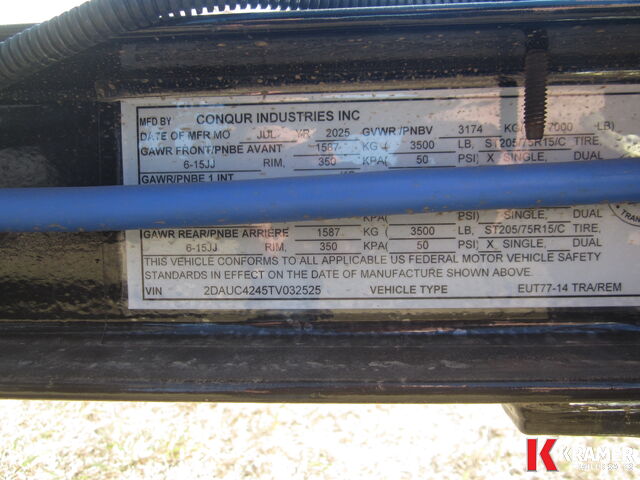 MFD BY CONQUR INDUSTRIES INC
DATE OF MFR.MO JUL YR 2025 GVWR /PNBV 3174 KG 7000 LB)
GAWR FRONT/PNBE AVANT 1587 KG ( 3500 LB, ST205/75R15/C TIRE,
6-15JJ RIM, 350 KPA( 50 PSI) X SINGLE, DUAL
GAWR/PNBE 1 INT
KPA( PSI) SINGLE, DUAL
GAWR REAR/PNBE ARRIÈRE 1587 KG ( 3500 LB, ST205/75R15/C TIRE,
6-15JJ RIM, 350 KPA( 50 PSI) X SINGLE, DUAL
THIS VEHICLE CONFORMS TO ALL APPLICABLE US FEDERAL MOTOR VEHICLE SAFETY
STANDARDS IN EFFECT ON THE DATE OF MANUFACTURE SHOWN ABOVE.
VIN 2DAUC4245TV032525 VEHICLE TYPE EUT77-14 TRA/REM
K KRAMER